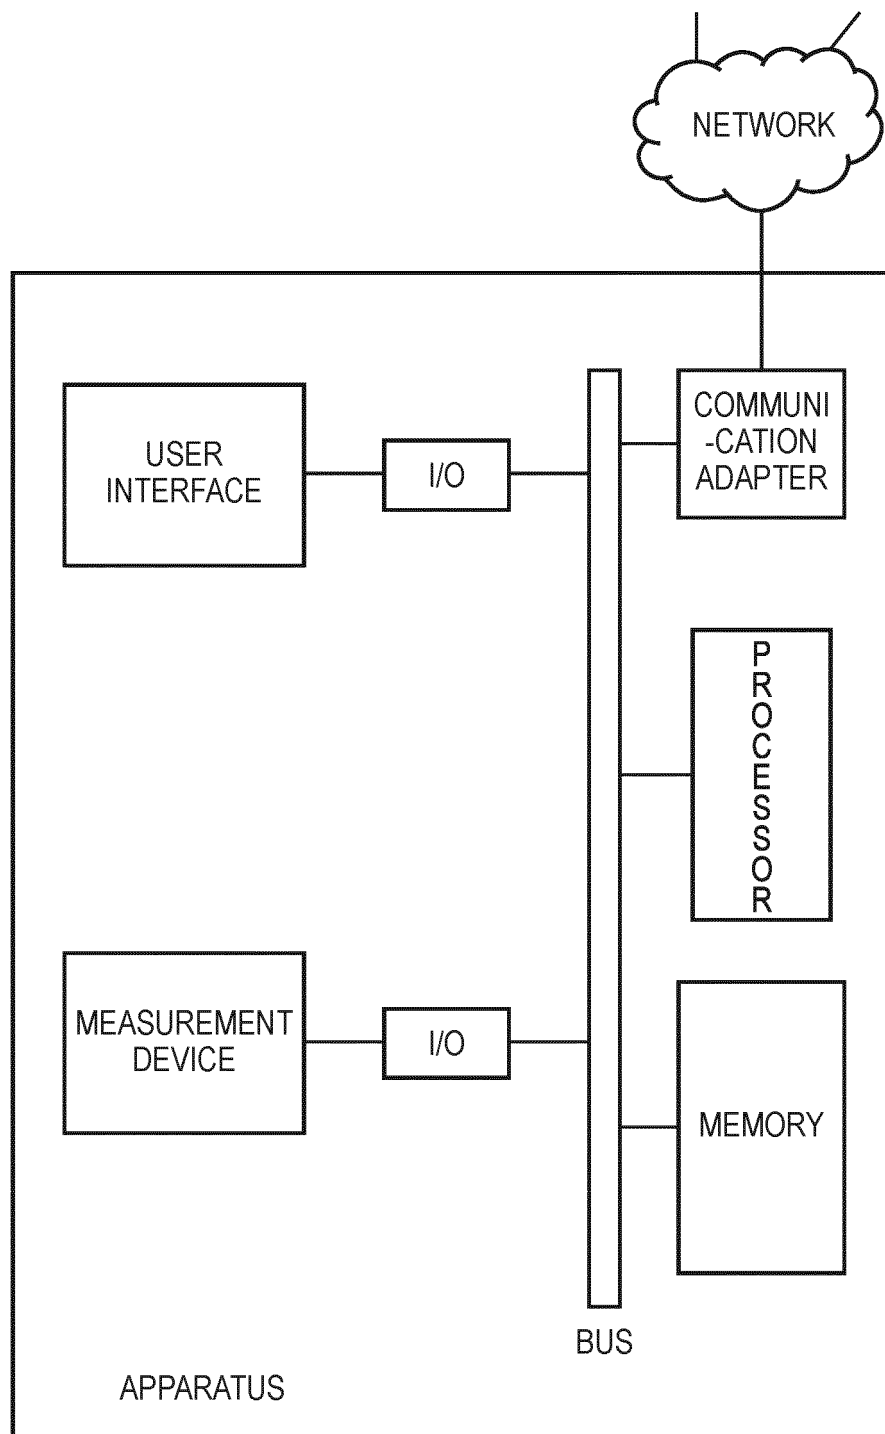 NETWORK
USER
INTERFACE
I/O
COMMUNI
-CATION
ADAPTER
PROCESSOR
MEASUREMENT
DEVICE
I/O
MEMORY
BUS
APPARATUS